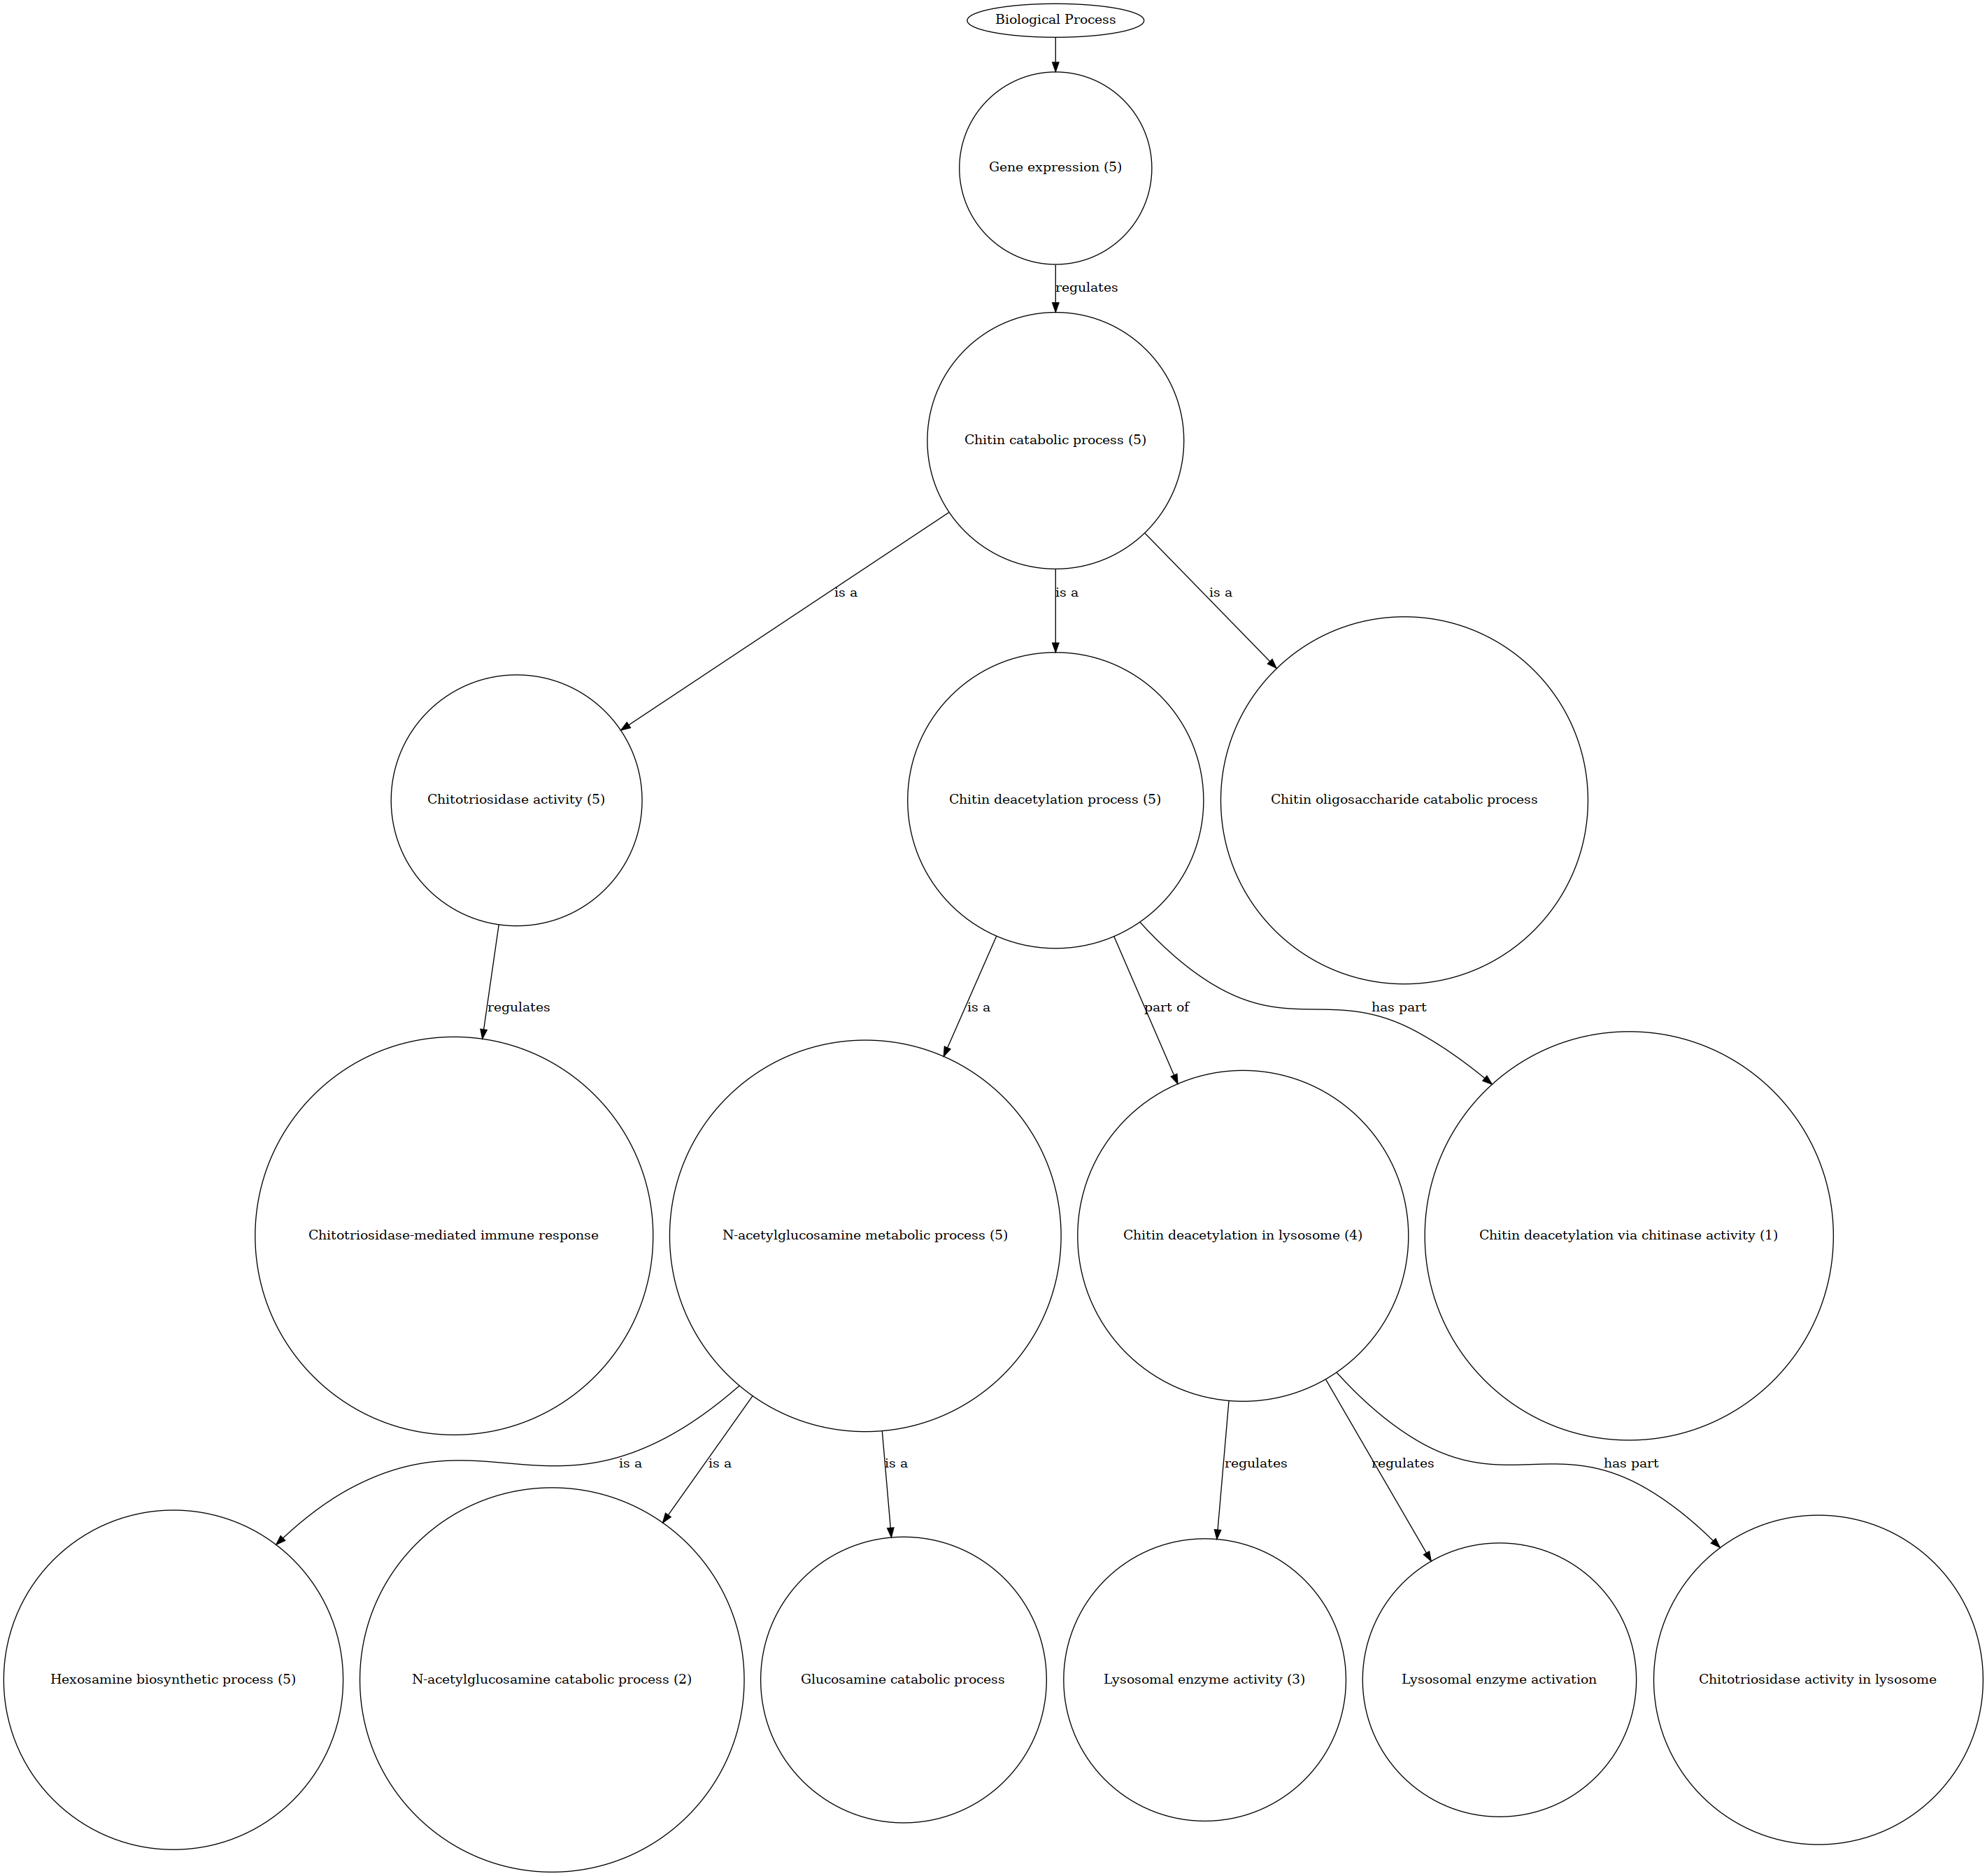 Biological Process
Gene expression (5)
regulates
Chitin catabolic process (5)
is a
is a
is a
Chitotriosidase activity (5)
Chitin deacetylation process (5)
Chitin oligosaccharide catabolic process
regulates
is a
part of
has part
Chitotriosidase-mediated immune response
N-acetylglucosamine metabolic process (5)
Chitin deacetylation in lysosome (4)
Chitin deacetylation via chitinase activity (1)
is a
is a
is a
regulates
regulates
has part
Hexosamine biosynthetic process (5)
N-acetylglucosamine catabolic process (2)
Glucosamine catabolic process
Lysosomal enzyme activity (3)
Lysosomal enzyme activation
Chitotriosidase activity in lysosome